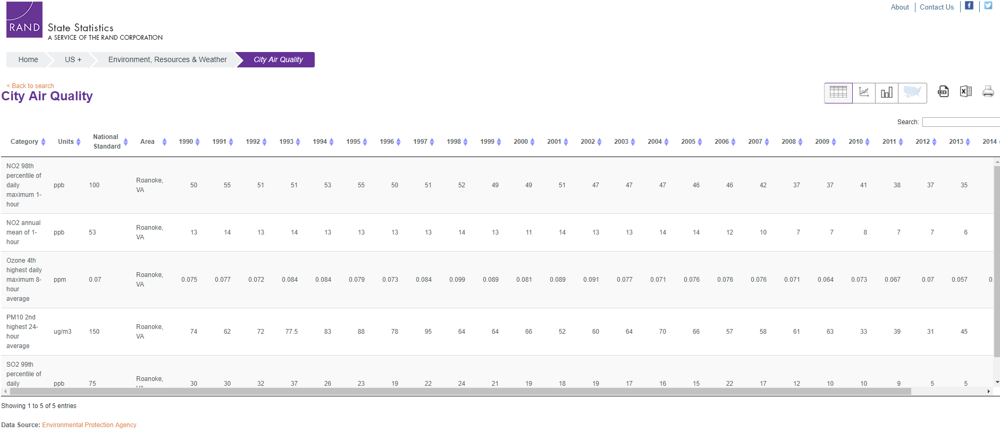 About
Contact Us
RAND
State Statistics
A SERVICE OF THE RAND CORPORATION
Home
US +
Environment, Resources & Weather
City Air Quality
< Back to search
City Air Quality
CSV
X
Search:
Category Units National Standard Area 1990 1991 1992 1993 1994 1995 1996 1997 1998 1999 2000 2001 2002 2003 2004 2005 2006 2007 2008 2009 2010 2011 2012 2013 2014
NO2 98th percentile of daily maximum 1-hour ppb 100 Roanoke, VA 50 55 51 51 53 55 50 51 52 49 49 51 47 47 47 46 46 42 37 37 41 38 37 35
NO2 annual mean of 1-hour ppb 53 Roanoke, VA 13 14 13 14 13 13 13 13 14 13 11 14 13 13 14 14 12 10 7 7 8 7 7 6
Ozone 4th highest daily maximum 8-hour average ppm 0.07 Roanoke, VA 0.075 0.077 0.072 0.084 0.084 0.079 0.073 0.084 0.099 0.089 0.081 0.089 0.091 0.077 0.071 0.076 0.076 0.076 0.071 0.064 0.073 0.067 0.07 0.057 0.
PM10 2nd highest 24-hour average ug/m3 150 Roanoke, VA 74 62 72 77.5 83 88 78 95 64 64 66 52 60 64 70 66 57 58 61 63 33 39 31 45
SO2 99th percentile of daily ppb 75 Roanoke, 30 30 32 37 26 23 19 22 24 21 19 18 19 17 16 15 22 17 12 10 10 9 5 5
Showing 1 to 5 of 5 entries
Data Source: Environmental Protection Agency